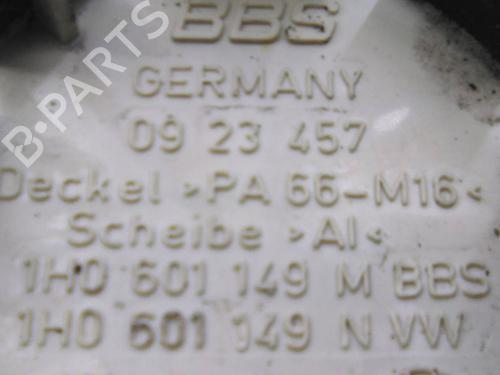 BBS
GERMANY
09 23 457
Deckel >PA 66-M16<
Scheibe >Al<
1H0 601 149 M BBS
1H0 601 149 N VW
B-PARTS